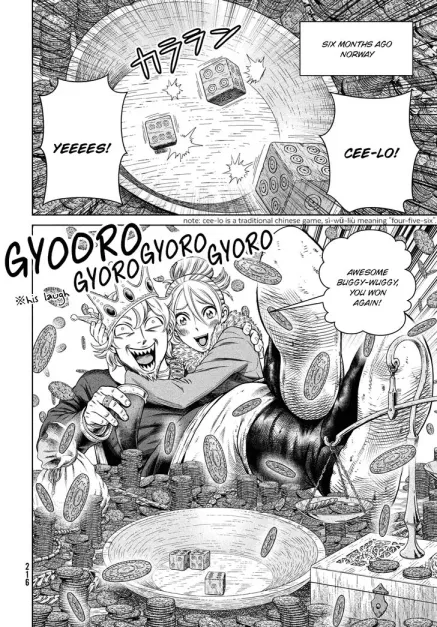 SIX MONTHS AGO
NORWAY
カラララン
YEEEES!
CEE-LO!
note: cee-lo is a traditional chinese game, sì-wǔ-liù meaning "four-five-six"
GYOORO
GYORO
GYORO
GYORO
※his laugh
AWESOME
BUGGY-WUGGY,
YOU WON
AGAIN!
216